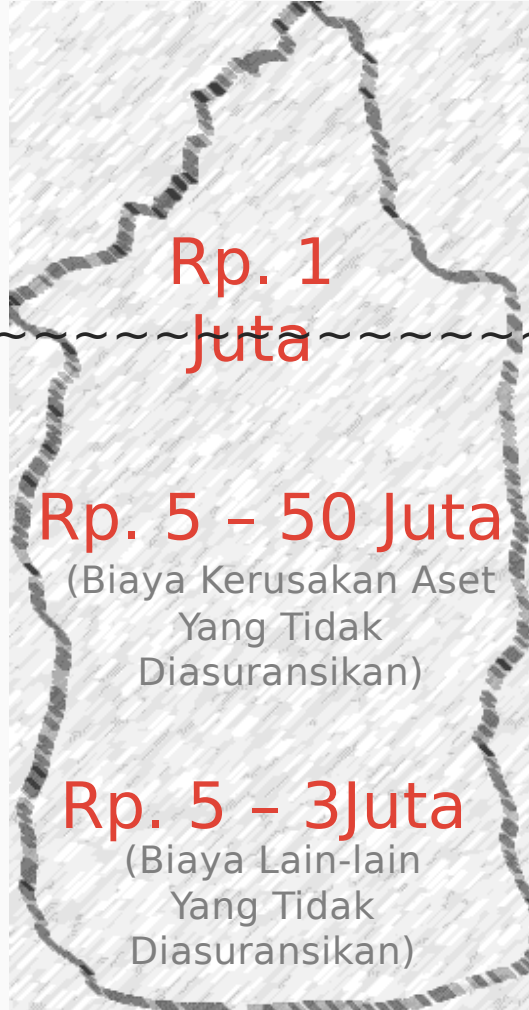 Rp. 1
Juta
Rp. 5 – 50 Juta
(Biaya Kerusakan Aset
Yang Tidak
Diasuransikan)
Rp. 5 – 3Juta
(Biaya Lain-lain
Yang Tidak
Diasuransikan)